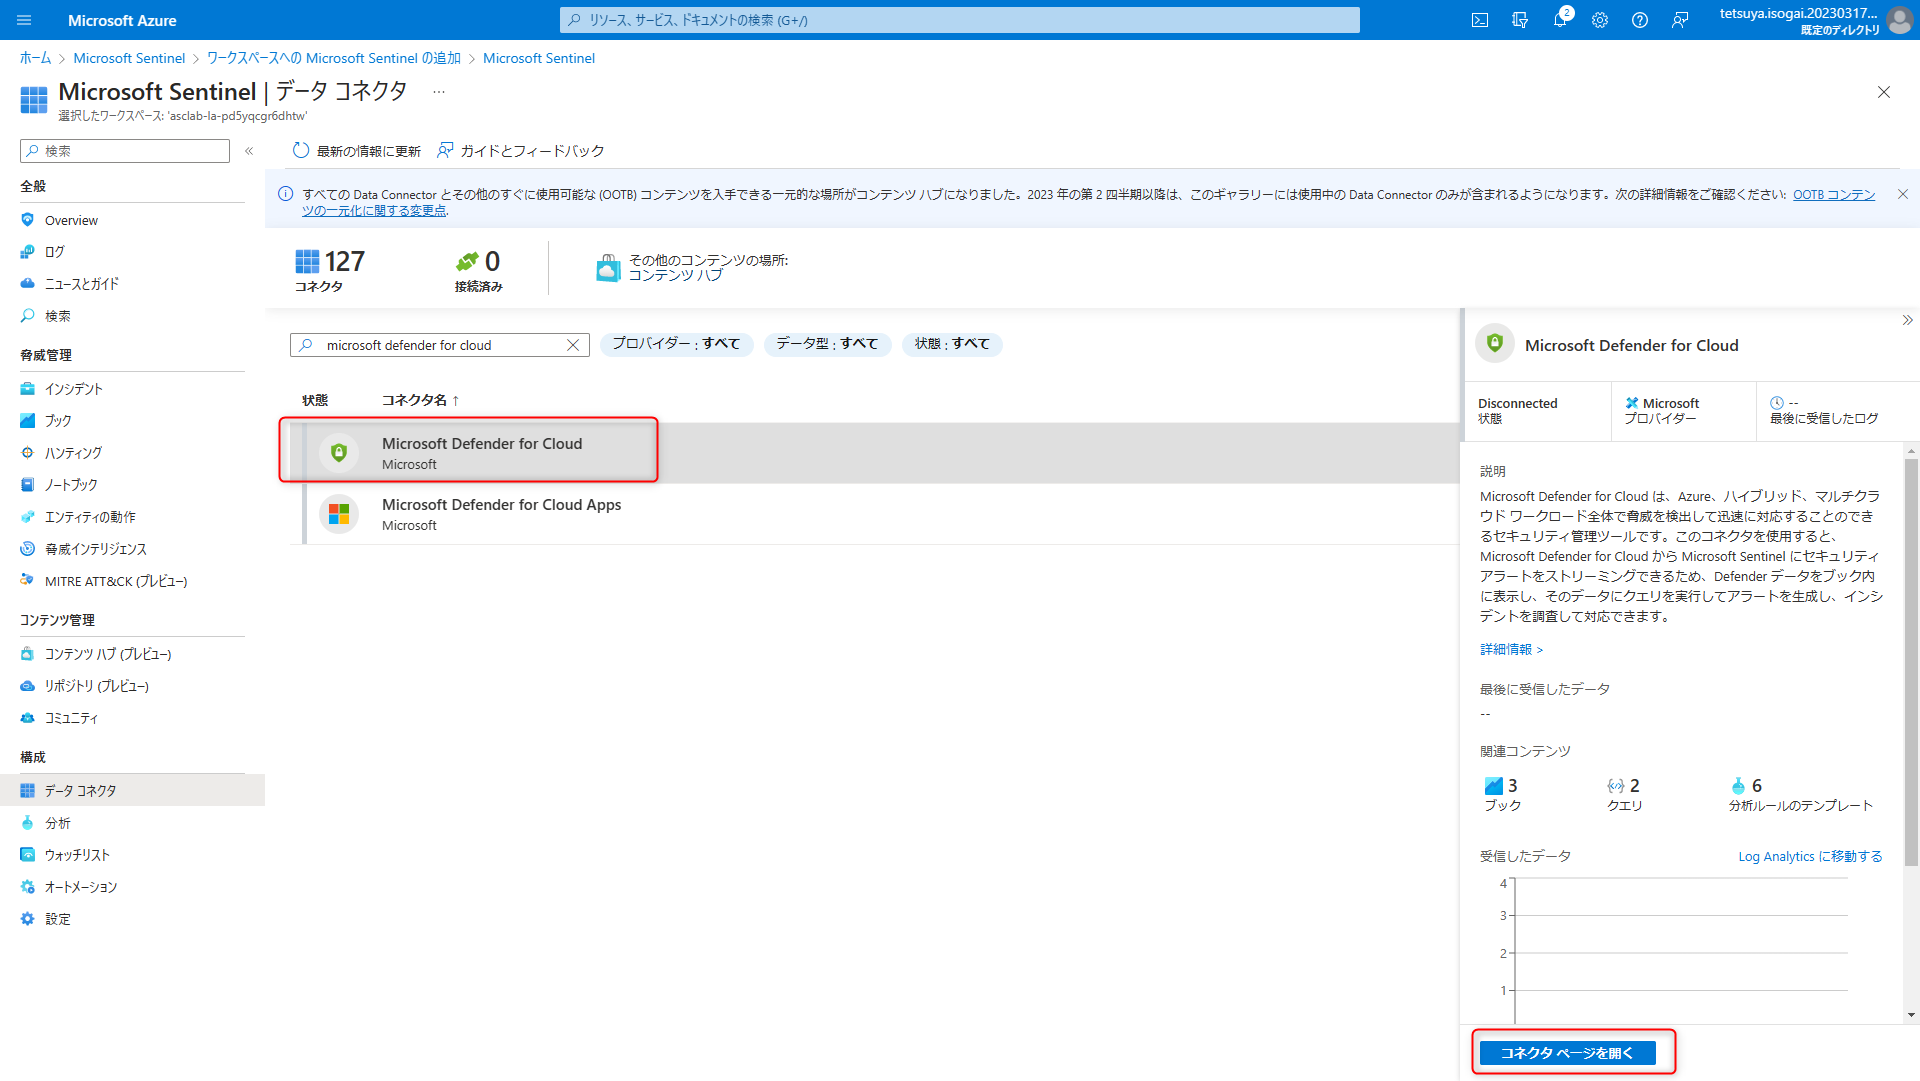 Microsoft Azure
リソース、サービス、ドキュメントの検索 (G+/)
2
tetsuya.isogai.20230317...
既定のディレクトリ
ホーム > Microsoft Sentinel > ワークスペースへの Microsoft Sentinel の追加 > Microsoft Sentinel
Microsoft Sentinel | データ コネクタ ...
選択したワークスペース: 'asclab-la-pd5yqcgr6dhtw'
検索
«
全般
Overview
ログ
ニュースとガイド
検索
脅威管理
インシデント
ブック
ハンティング
ノートブック
エンティティの動作
脅威インテリジェンス
MITRE ATT&CK (プレビュー)
コンテンツ管理
コンテンツ ハブ (プレビュー)
リポジトリ (プレビュー)
コミュニティ
構成
データ コネクタ
分析
ウォッチリスト
オートメーション
設定
最新の情報に更新 ガイドとフィードバック
すべての Data Connector とその他のすぐに使用可能な (OOTB) コンテンツを入手できる一元的な場所がコンテンツ ハブになりました。2023 年の第 2 四半期以降は、このギャラリーには使用中の Data Connector のみが含まれるようになります。次の詳細情報をご確認ください: OOTB コンテン
ツの一元化に関する変更点.
127
コネクタ
0
接続済み
その他のコンテンツの場所:
コンテンツ ハブ
microsoft defender for cloud
プロバイダー : すべて
データ型 : すべて
状態 : すべて
状態 コネクタ名 ↑
Microsoft Defender for Cloud
Microsoft
Microsoft Defender for Cloud Apps
Microsoft
»
Microsoft Defender for Cloud
Disconnected
状態
Microsoft
プロバイダー
--
最後に受信したログ
説明
Microsoft Defender for Cloud は、Azure、ハイブリッド、マルチクラ
ウド ワークロード全体で脅威を検出して迅速に対応することのでき
るセキュリティ管理ツールです。このコネクタを使用すると、
Microsoft Defender for Cloud から Microsoft Sentinel にセキュリティ
アラートをストリーミングできるため、Defender データをブック内
に表示し、そのデータにクエリを実行してアラートを生成し、インシ
デントを調査して対応できます。
詳細情報 >
最後に受信したデータ
--
関連コンテンツ
3
ブック
2
クエリ
6
分析ルールのテンプレート
受信したデータ
Log Analytics に移動する
4
3
2
1
コネクタ ページを開く